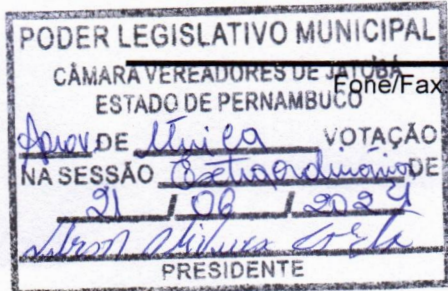 PODER LEGISLATIVO MUNICIPAL
CÂMARA VEREADORES DE JATOBÁ
Fone/Fax
ESTADO DE PERNAMBUCO
Aprov DE Única VOTAÇÃO
NA SESSÃO Extraordinária DE
21 / 06 / 2024
PRESIDENTE